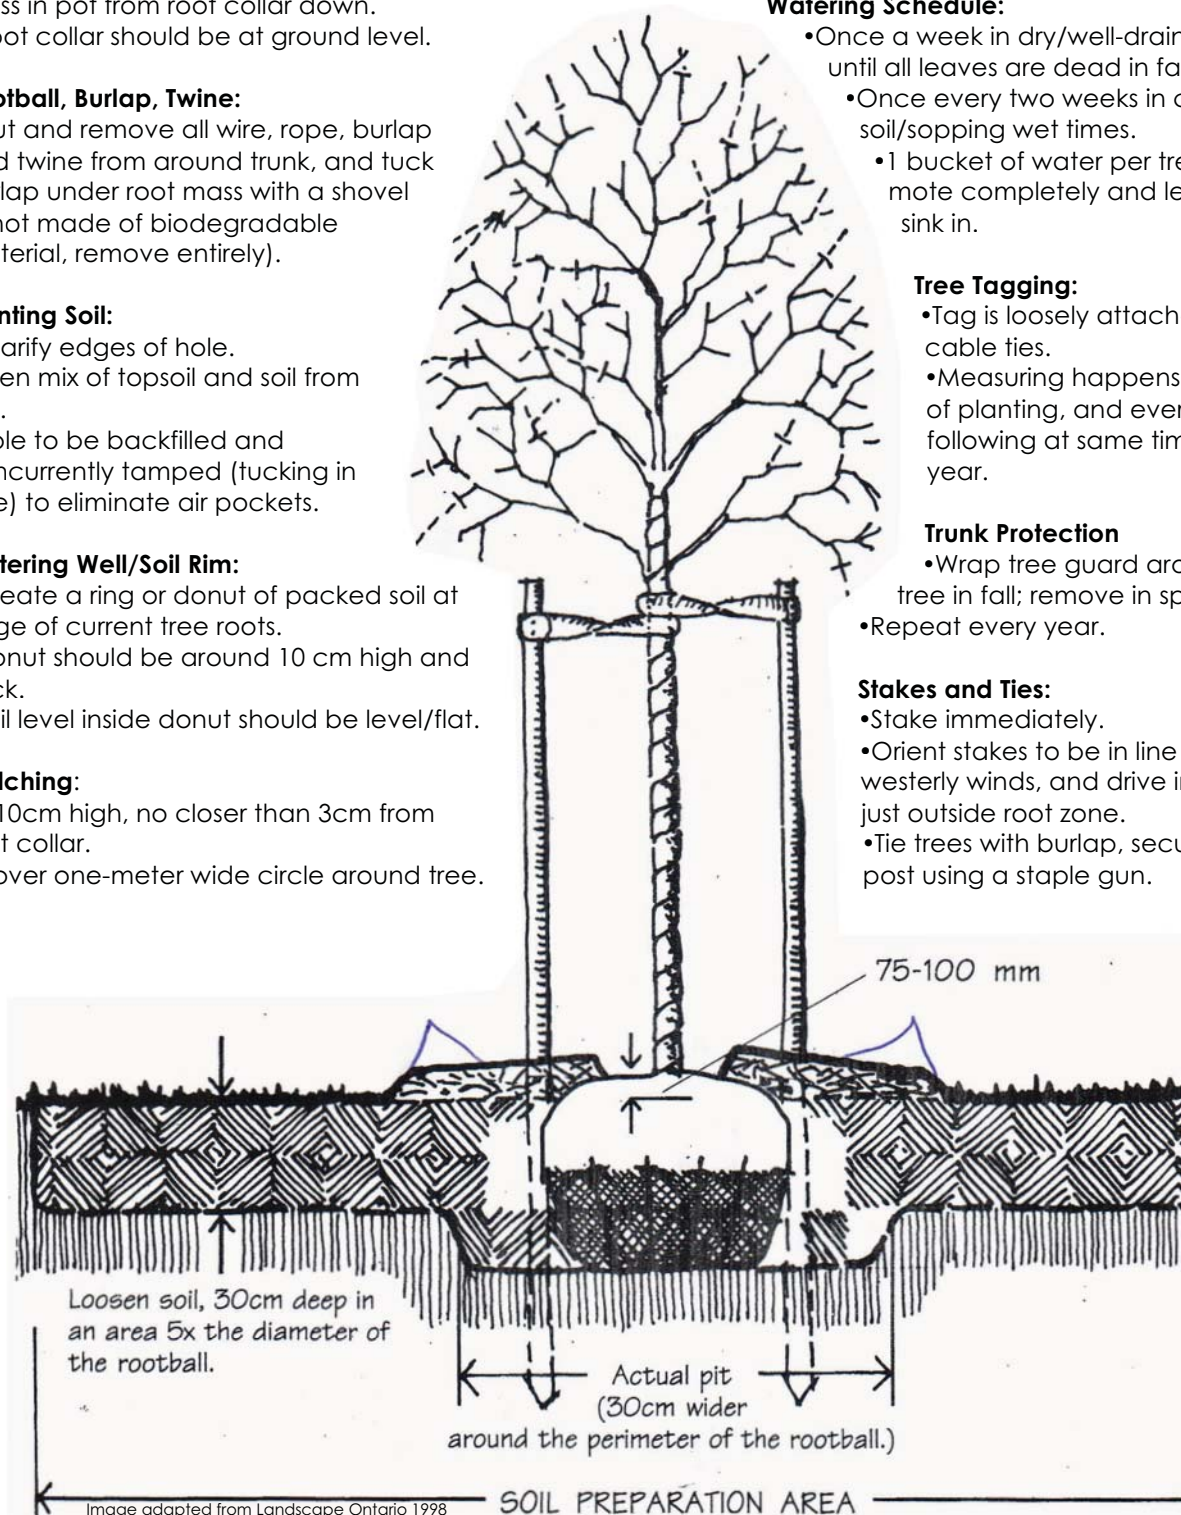 ss in pot from root collar down.
oot collar should be at ground level.
otball, Burlap, Twine:
ut and remove all wire, rope, burlap
d twine from around trunk, and tuck
rlap under root mass with a shovel
not made of biodegradable
terial, remove entirely).
nting Soil:
arify edges of hole.
en mix of topsoil and soil from
.
ole to be backfilled and
ncurrently tamped (tucking in
e) to eliminate air pockets.
tering Well/Soil Rim:
reate a ring or donut of packed soil at
ge of current tree roots.
onut should be around 10 cm high and
ck.
il level inside donut should be level/flat.
lching:
10cm high, no closer than 3cm from
t collar.
over one-meter wide circle around tree.
Watering Schedule:
•Once a week in dry/well-drain
until all leaves are dead in fa
•Once every two weeks in
soil/sopping wet times.
•1 bucket of water per tre
mote completely and le
sink in.
Tree Tagging:
•Tag is loosely attach
cable ties.
•Measuring happens
of planting, and ever
following at same tim
year.
Trunk Protection
•Wrap tree guard aro
tree in fall; remove in sp
•Repeat every year.
Stakes and Ties:
•Stake immediately.
•Orient stakes to be in line
westerly winds, and drive in
just outside root zone.
•Tie trees with burlap, secu
post using a staple gun.
75-100 mm
Loosen soil, 30cm deep in
an area 5x the diameter of
the rootball.
Actual pit
(30cm wider
around the perimeter of the rootball.)
SOIL PREPARATION AREA
Image adapted from Landscape Ontario 1998